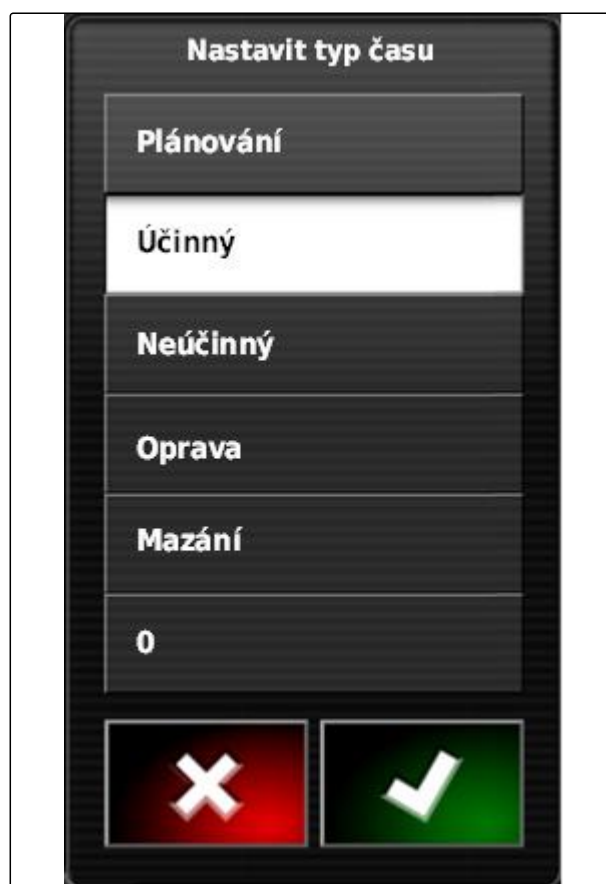 Nastavit typ času
Plánování
Účinný
Neúčinný
Oprava
Mazání
0